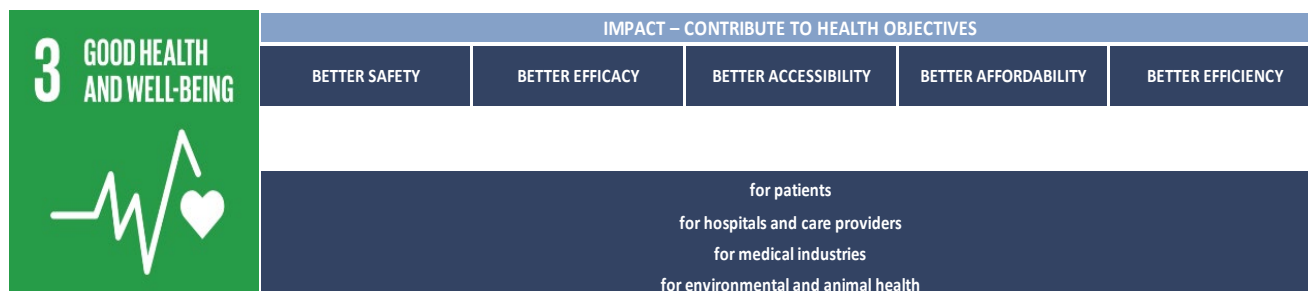 3 GOOD HEALTH
AND WELL-BEING
IMPACT – CONTRIBUTE TO HEALTH OBJECTIVES
BETTER SAFETY BETTER EFFICACY BETTER ACCESSIBILITY BETTER AFFORDABILITY BETTER EFFICIENCY
for patients
for hospitals and care providers
for medical industries
for environmental and animal health